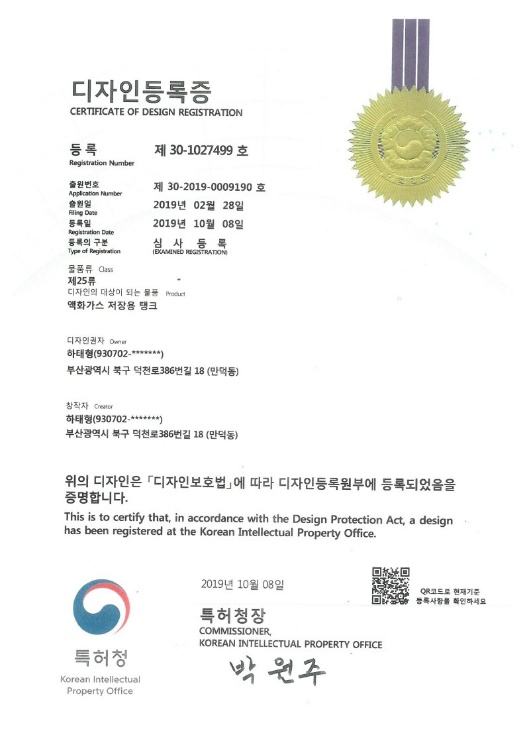 디자인등록증
CERTIFICATE OF DESIGN REGISTRATION
등 록 제 30-1027499 호
Registration Number
출원번호 제 30-2019-0009190 호
Application Number
출원일 2019년 02월 28일
Filing Date
등록일 2019년 10월 08일
Registration Date
등록의 구분 심 사 등 록
Type of Registration (EXAMINED REGISTRATION)
물품류 Class
제25류
디자인의 대상이 되는 물품 Product
액화가스 저장용 탱크
디자인권자 Owner
하태형(930702-*******)
부산광역시 북구 덕천로386번길 18 (만덕동)
창작자 Creator
하태형(930702-*******)
부산광역시 북구 덕천로386번길 18 (만덕동)
위의 디자인은 「디자인보호법」에 따라 디자인등록원부에 등록되었음을
증명합니다.
This is to certify that, in accordance with the Design Protection Act, a design
has been registered at the Korean Intellectual Property Office.
2019년 10월 08일
QR코드로 현재기준
등록사항을 확인하세요
특허청장
COMMISSIONER,
KOREAN INTELLECTUAL PROPERTY OFFICE
박원주
특허청
Korean Intellectual
Property Office